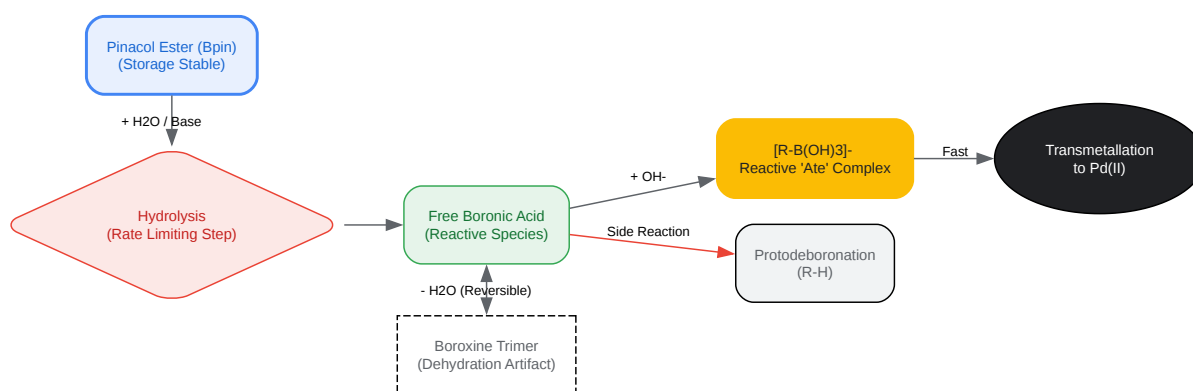 Pinacol Ester (Bpin)
(Storage Stable)
+ H2O / Base
Hydrolysis
(Rate Limiting Step)
Free Boronic Acid
(Reactive Species)
- H2O (Reversible)
Boroxine Trimer
(Dehydration Artifact)
+ OH-
Side Reaction
[R-B(OH)3]-
Reactive 'Ate' Complex
Protodeboronation
(R-H)
Fast
Transmetallation
to Pd(II)